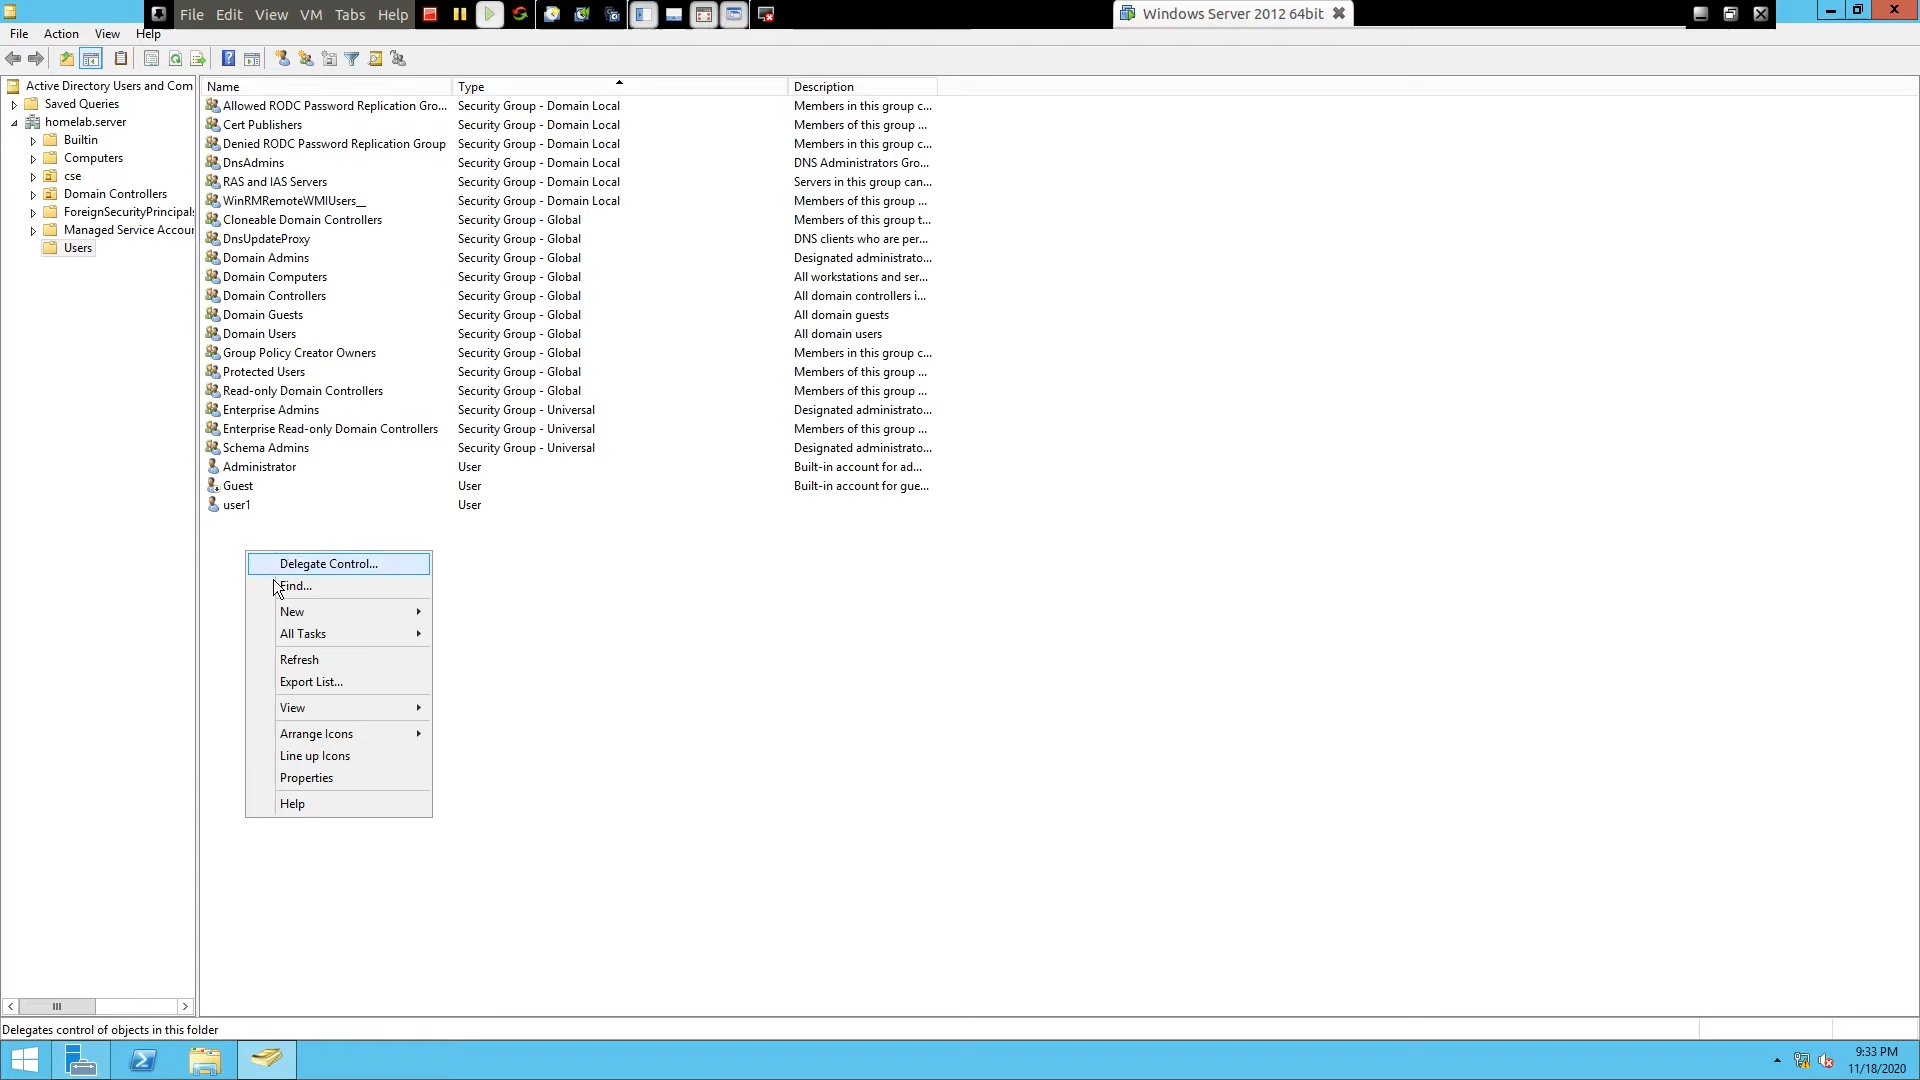 File Edit View VM Tabs Help
Windows Server 2012 64bit
File Action View Help
Active Directory Users and Com
Saved Queries
homelab.server
Builtin
Computers
cse
Domain Controllers
ForeignSecurityPrincipals
Managed Service Accour
Users
Name Type Description
Allowed RODC Password Replication Gro... Security Group - Domain Local Members in this group c...
Cert Publishers Security Group - Domain Local Members of this group ...
Denied RODC Password Replication Group Security Group - Domain Local Members in this group c...
DnsAdmins Security Group - Domain Local DNS Administrators Gro...
RAS and IAS Servers Security Group - Domain Local Servers in this group can...
WinRMRemoteWMIUsers__ Security Group - Domain Local Members of this group ...
Cloneable Domain Controllers Security Group - Global Members of this group t...
DnsUpdateProxy Security Group - Global DNS clients who are per...
Domain Admins Security Group - Global Designated administrato...
Domain Computers Security Group - Global All workstations and ser...
Domain Controllers Security Group - Global All domain controllers i...
Domain Guests Security Group - Global All domain guests
Domain Users Security Group - Global All domain users
Group Policy Creator Owners Security Group - Global Members in this group c...
Protected Users Security Group - Global Members of this group ...
Read-only Domain Controllers Security Group - Global Members of this group ...
Enterprise Admins Security Group - Universal Designated administrato...
Enterprise Read-only Domain Controllers Security Group - Universal Members of this group ...
Schema Admins Security Group - Universal Designated administrato...
Administrator User Built-in account for ad...
Guest User Built-in account for gue...
user1 User
Delegate Control...
Find...
New
All Tasks
Refresh
Export List...
View
Arrange Icons
Line up Icons
Properties
Help
Delegates control of objects in this folder
9:33 PM
11/18/2020